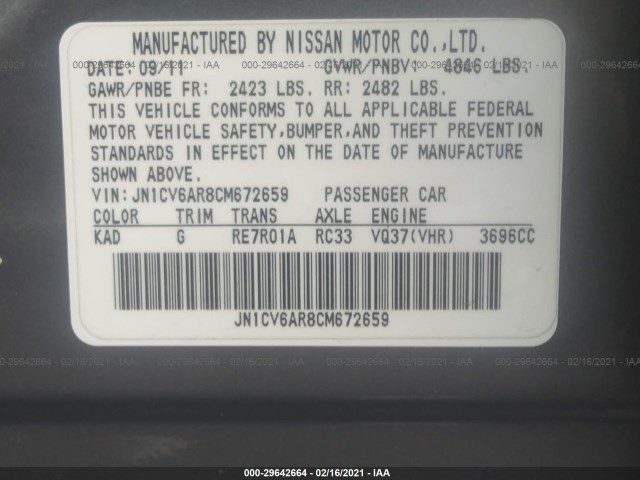 MANUFACTURED BY NISSAN MOTOR CO.,LTD.
DATE: 09/11 GVWR/PNBV: 4846 LBS.
GAWR/PNBE FR: 2423 LBS. RR: 2482 LBS.
THIS VEHICLE CONFORMS TO ALL APPLICABLE FEDERAL
MOTOR VEHICLE SAFETY,BUMPER,AND THEFT PREVENTION
STANDARDS IN EFFECT ON THE DATE OF MANUFACTURE
SHOWN ABOVE.
VIN:JN1CV6AR8CM672659 PASSENGER CAR
COLOR TRIM TRANS AXLE ENGINE
KAD G RE7R01A RC33 VQ37(VHR) 3696CC
JN1CV6AR8CM672659
000-29642664 - 02/16/2021 - IAA